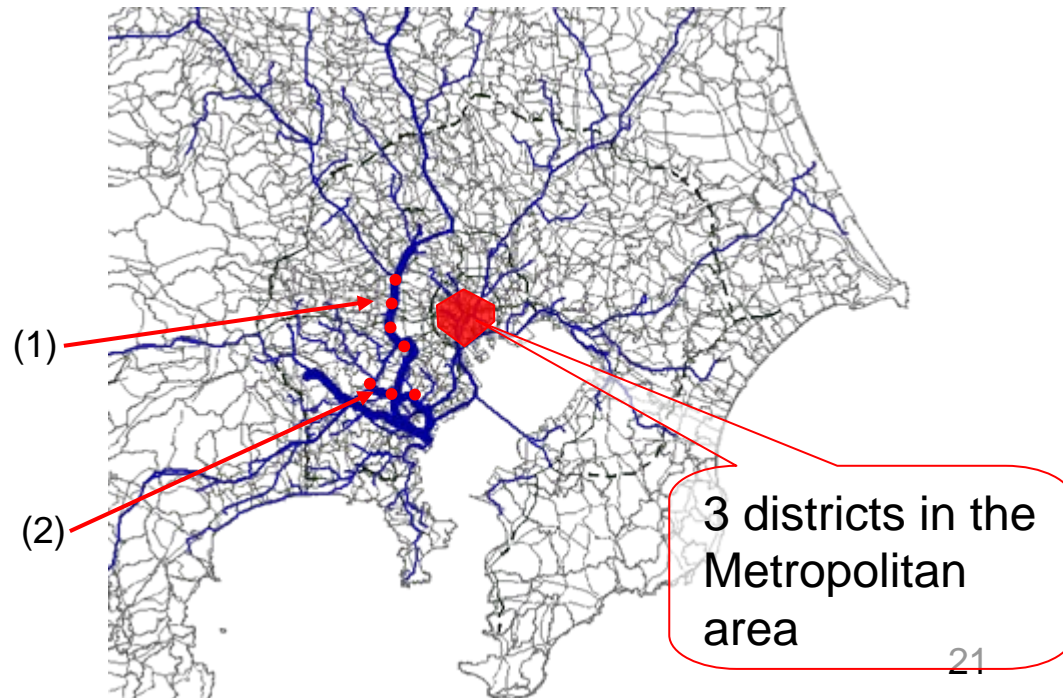 (1)
(2)
3 districts in the
Metropolitan
area
21